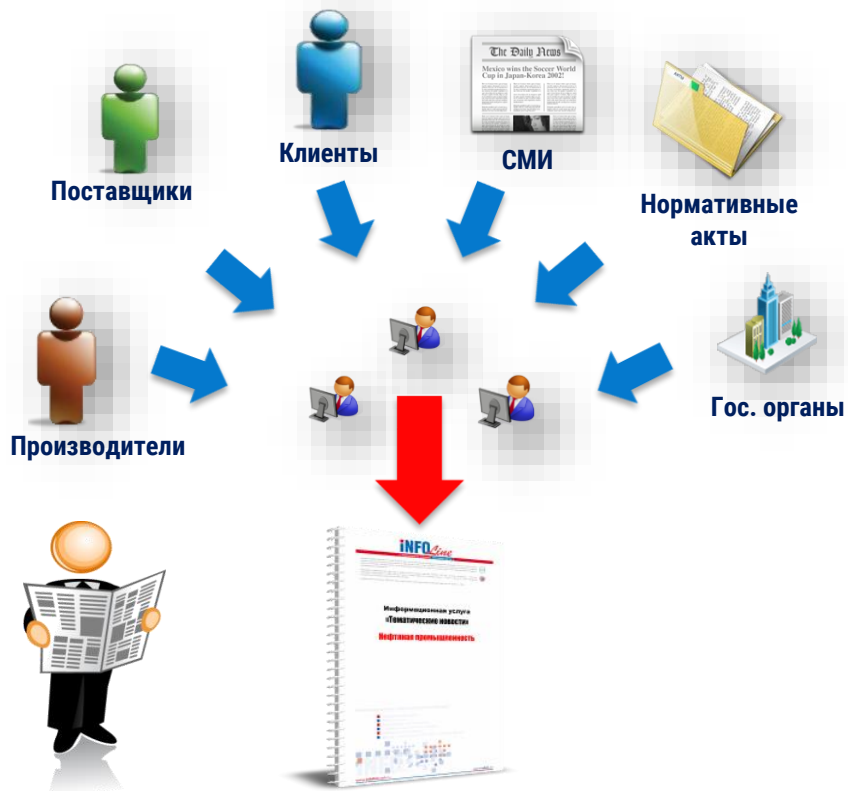 The Daily News
Mexico wins the Soccer World
Cup in Japan-Korea 2002!
Клиенты
СМИ
Поставщики
Нормативные
акты
Гос. органы
Производители
iNFOLine
Информационная услуга
«Тематические новости»
Нефтяная промышленность